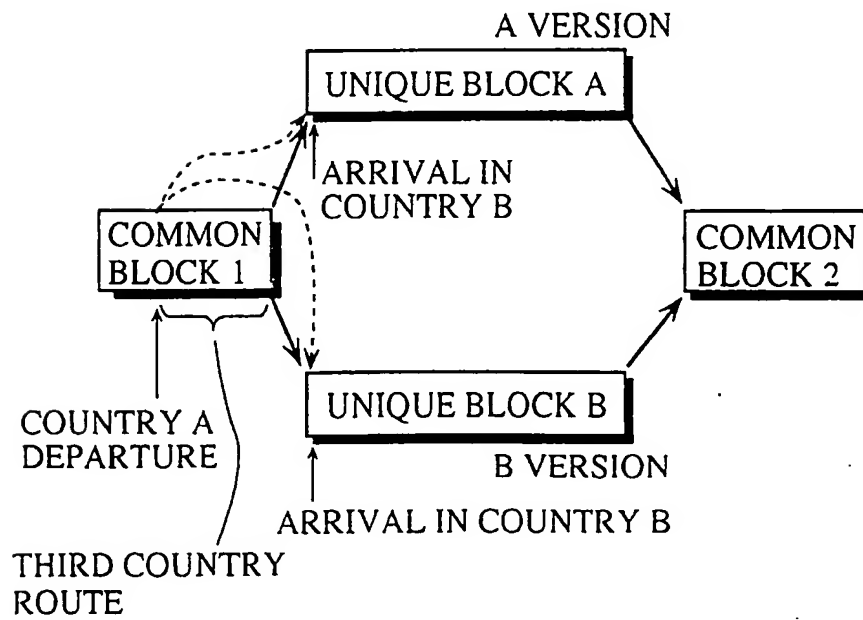 A VERSION
UNIQUE BLOCK A
ARRIVAL IN
COUNTRY B
COMMON
BLOCK 1
COMMON
BLOCK 2
UNIQUE BLOCK B
COUNTRY A
DEPARTURE
B VERSION
ARRIVAL IN COUNTRY B
THIRD COUNTRY
ROUTE